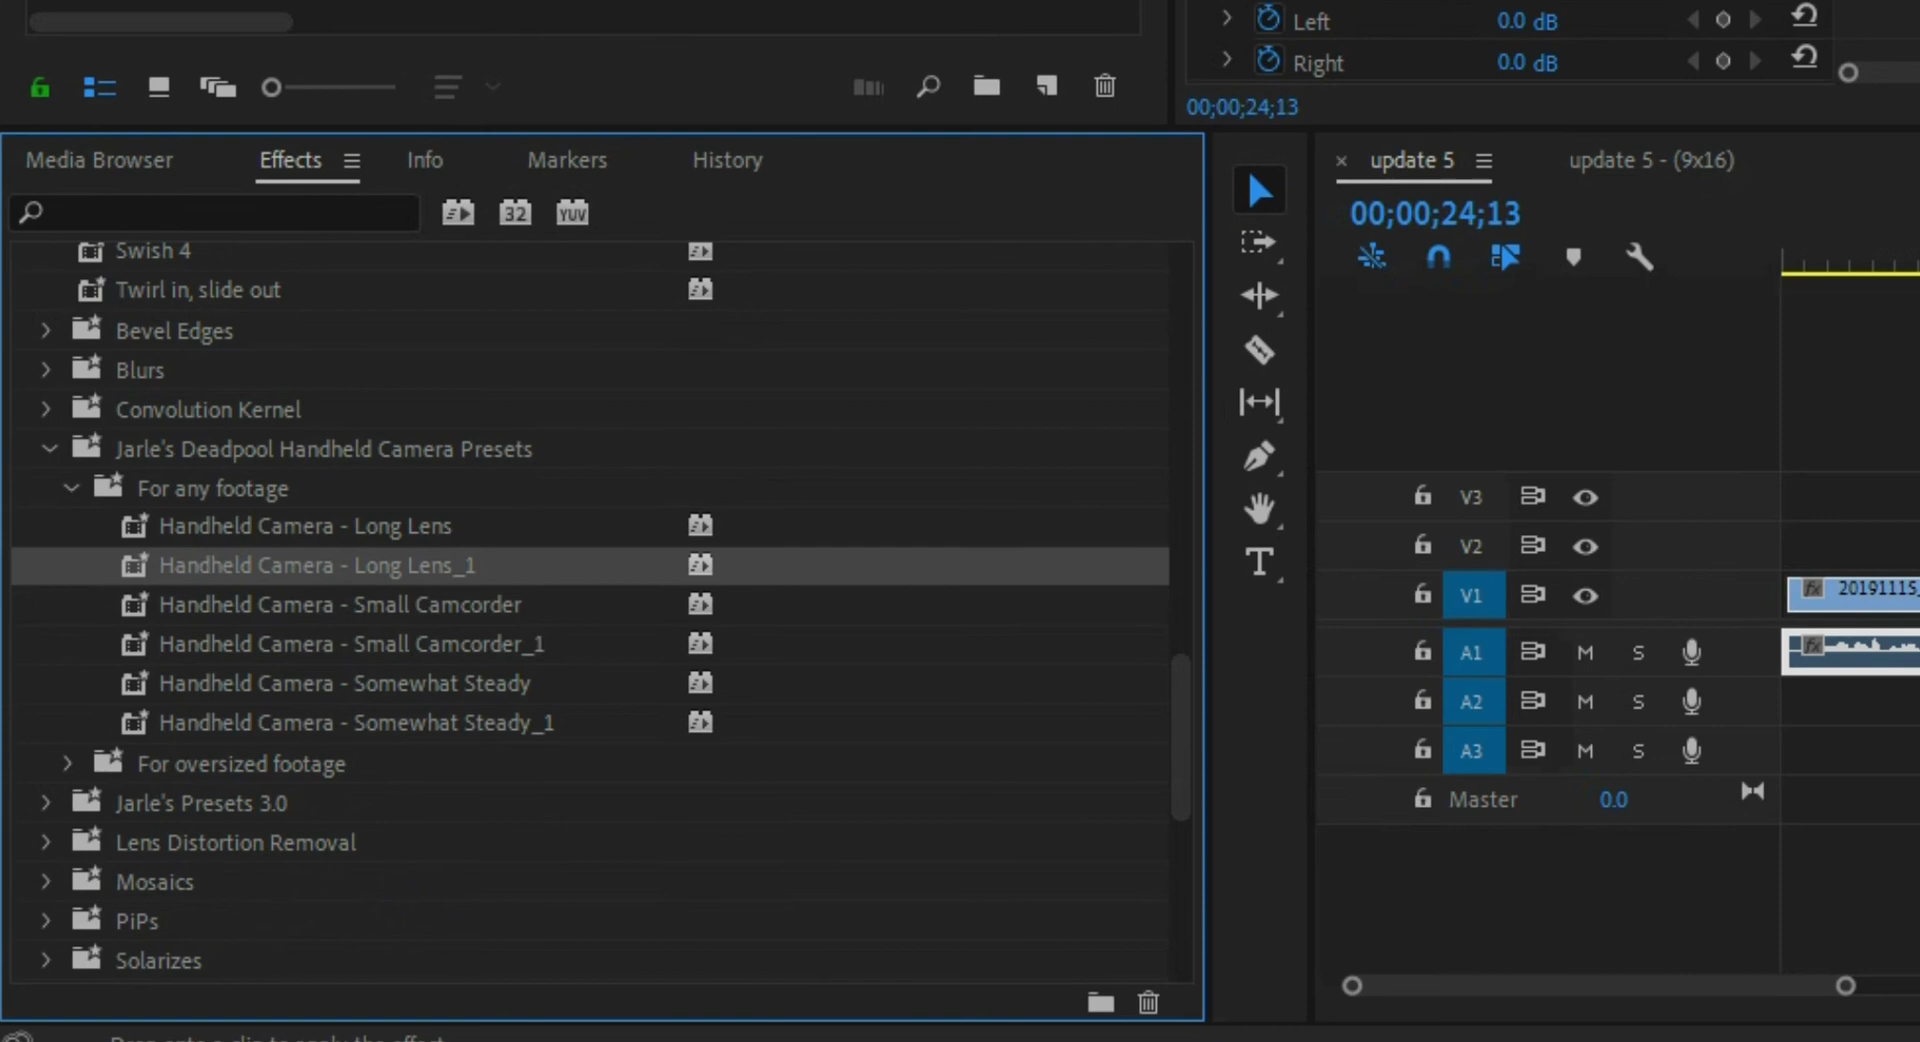 Left 0.0 dB
Right 0.0 dB
00;00;24;13
Media Browser Effects Info Markers History
update 5 update 5 - (9x16)
32 YUV
00;00;24;13
Swish 4
Twirl in, slide out
Bevel Edges
Blurs
Convolution Kernel
Jarle's Deadpool Handheld Camera Presets
For any footage
Handheld Camera - Long Lens
Handheld Camera - Long Lens_1
Handheld Camera - Small Camcorder
Handheld Camera - Small Camcorder_1
Handheld Camera - Somewhat Steady
Handheld Camera - Somewhat Steady_1
For oversized footage
Jarle's Presets 3.0
Lens Distortion Removal
Mosaics
PiPs
Solarizes
V3
V2
V1 fx 20191115_
A1 M S fx
A2 M S
A3 M S
Master 0.0